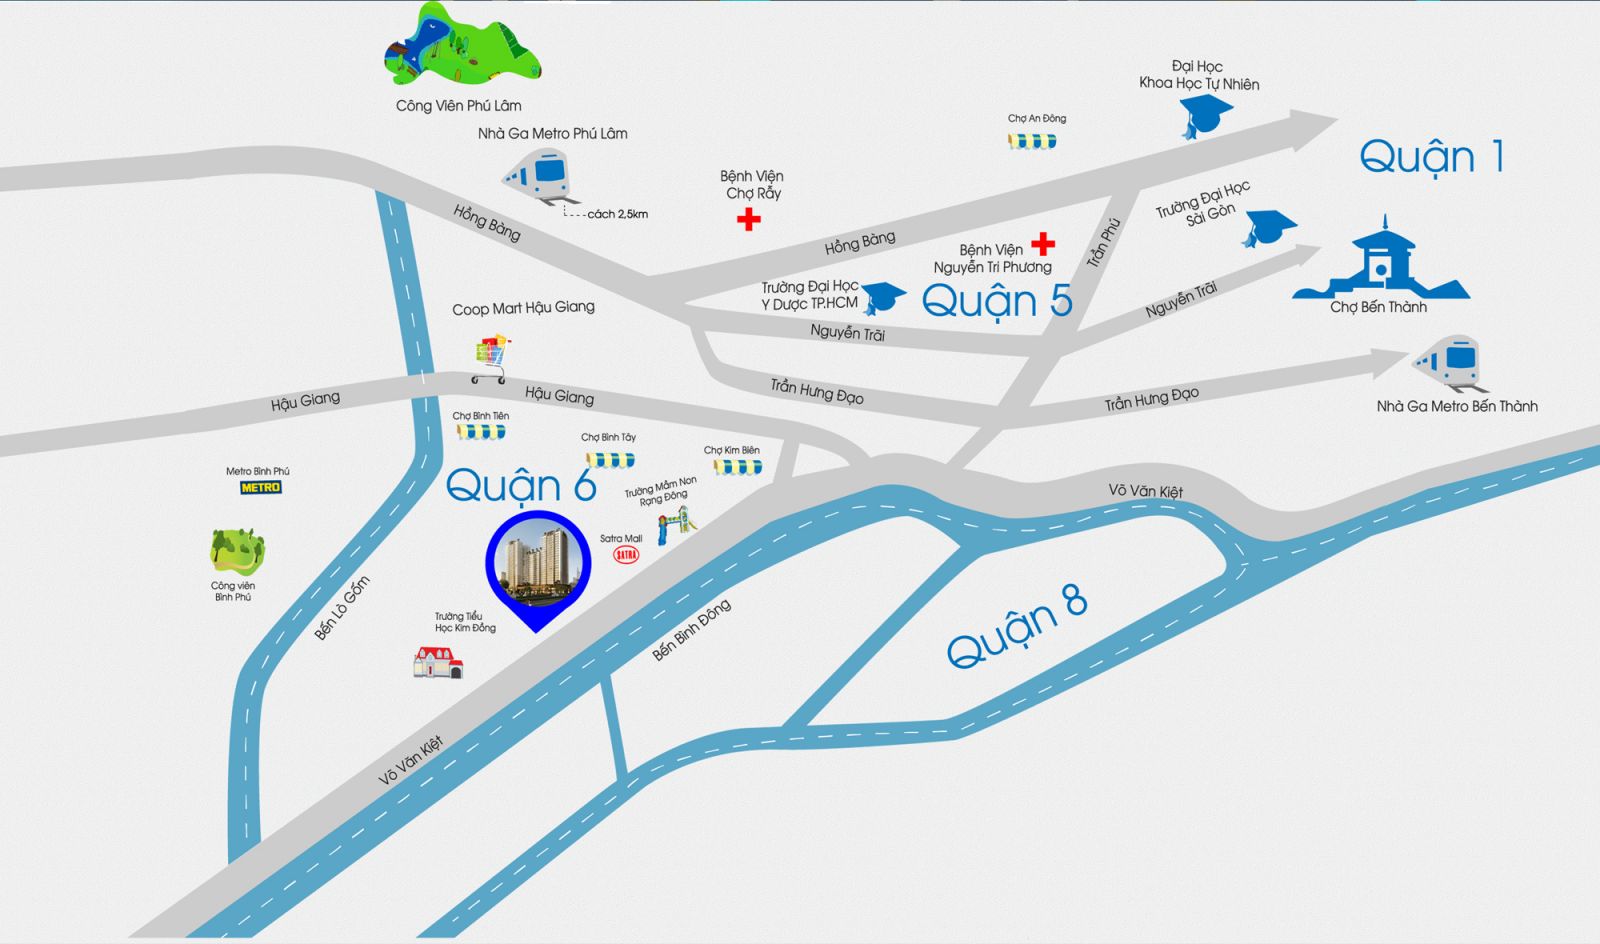 Công Viên Phú Lâm
Nhà Ga Metro Phú Lâm
cách 2,5km
Đại Học
Khoa Học Tự Nhiên
Chợ An Đông
Quận 1
Bệnh Viện
Chợ Rẫy
Trường Đại Học
Sài Gòn
Hồng Bàng
Hồng Bàng
Trần Phú
Bệnh Viện
Nguyễn Tri Phương
Trường Đại Học
Y Dược TP.HCM
Quận 5
Nguyễn Trãi
Chợ Bến Thành
Coop Mart Hậu Giang
Nguyễn Trãi
Trần Hưng Đạo
Trần Hưng Đạo
Nhà Ga Metro Bến Thành
Hậu Giang
Hậu Giang
Chợ Bình Tiên
Chợ Bình Tây
Chợ Kim Biên
Metro Bình Phú
METRO
Quận 6
Trường Mầm Non
Rạng Đông
Võ Văn Kiệt
Satra Mall
SATRA
Công viên
Bình Phú
Bến Lò Gốm
Trường Tiểu
Học Kim Đồng
Bến Bình Đông
Quận 8
Võ Văn Kiệt